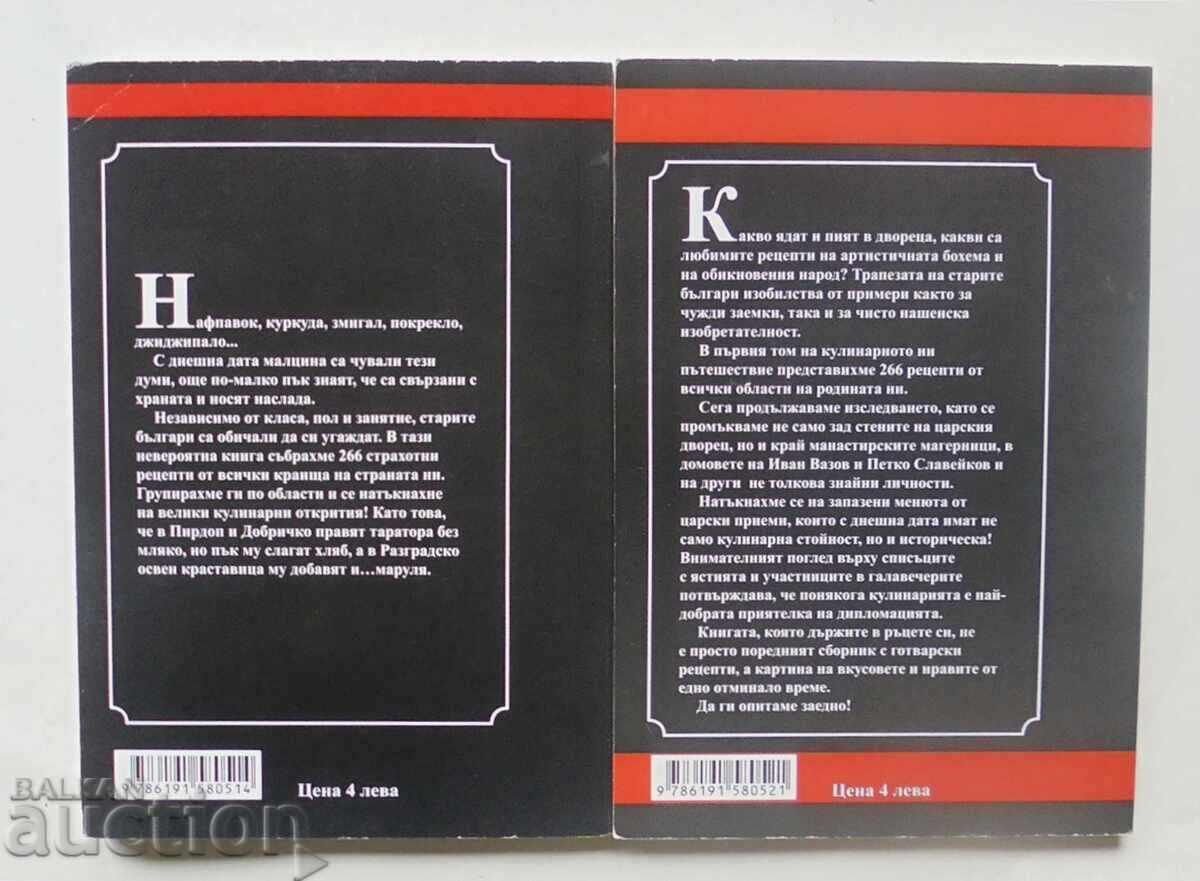 Нафпавок, куркуда, змигал, покрекло,
джиджипало...
С днешна дата малцина са чували тези
думи, още по-малко пък знаят, че са свързани с
храната и носят наслада.
Независимо от класа, пол и занятие, старите
българи са обичали да си угаждат. В тази
невероятна книга събрахме 266 страхотни
рецепти от всички краища на страната ни.
Групирахме ги по области и се натъкнахне
на велики кулинарни открития! Като това,
че в Пирдоп и Добричко правят таратора без
мляко, но пък му слагат хляб, а в Разградско
освен краставица му добавят и...маруля.
9 786191 580514
Цена 4 лева
Какво ядат и пият в двореца, какви са
любимите рецепти на артистичната бохема и
на обикновения народ? Трапезата на старите
българи изобилства от примери както за
чужди заемки, така и за чисто нашенска
изобретателност.
В първия том на кулинарното ни
пътешествие представихме 266 рецепти от
всички области на родината ни.
Сега продължаваме изследването, като се
промъкваме не само зад стените на царския
дворец, но и край манастирските магерници, в
домовете на Иван Вазов и Петко Славейков и
на други не толкова знайни личности.
Натъкнахме се на запазени менюта от
царски приеми, които с днешна дата имат не
само кулинарна стойност, но и историческа!
Внимателният поглед върху списъците
с ястията и участниците в галавечерите
потвърждава, че понякога кулинарията е най-
добрата приятелка на дипломацията.
Книгата, която държите в ръцете си, не
е просто поредният сборник с готварски
рецепти, а картина на вкусовете и нравите от
едно отминало време.
Да ги опитаме заедно!
9 786191 580521
Цена 4 лева
BALKAN
auction